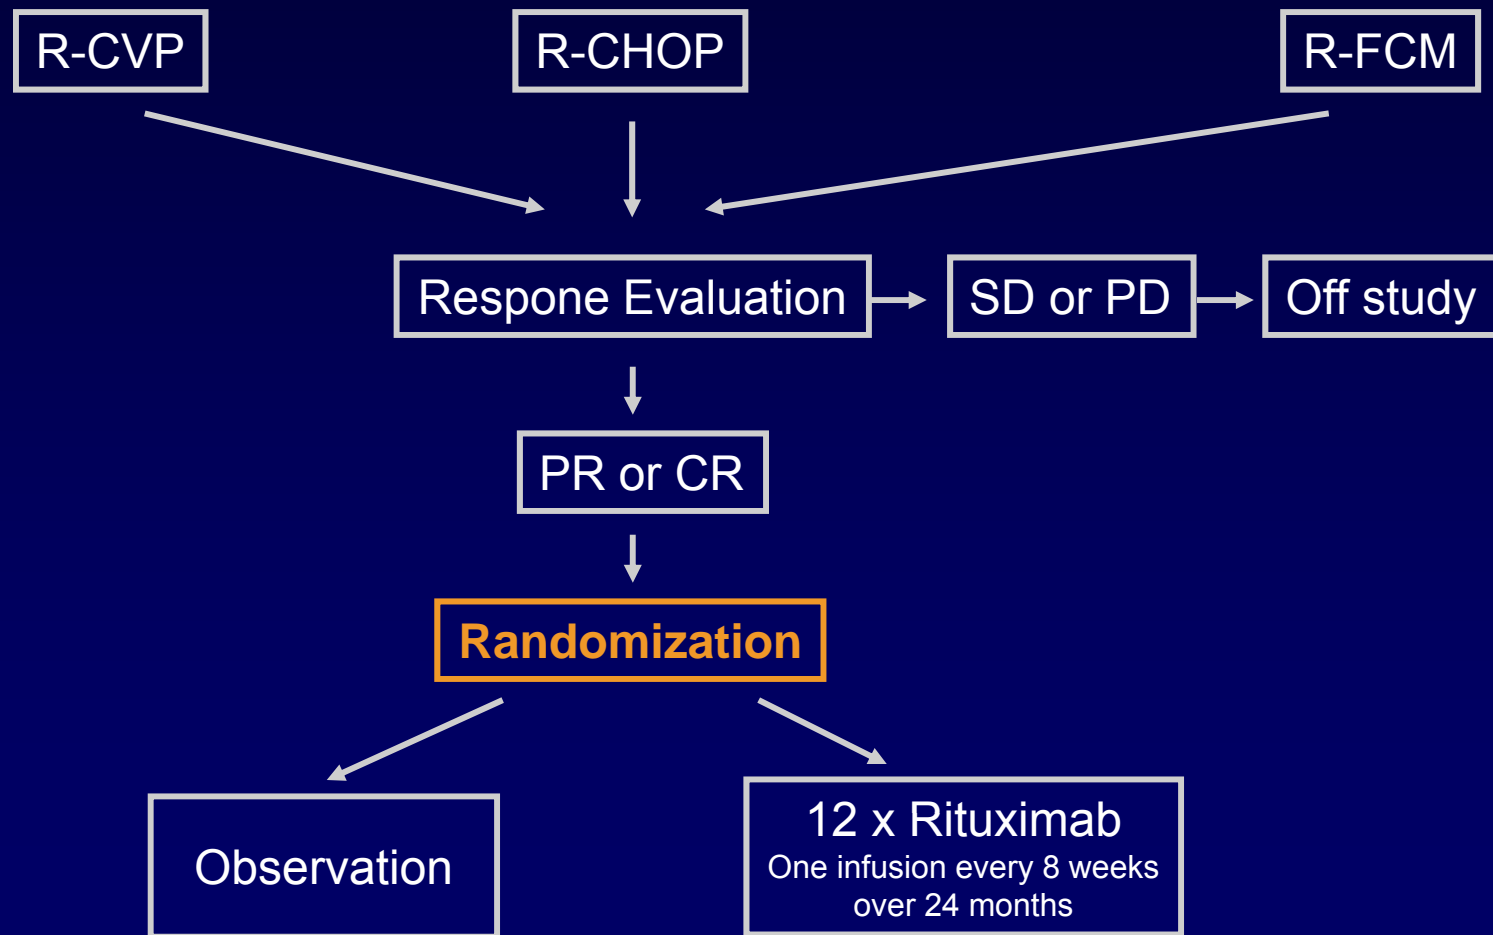 R-CVP
R-CHOP
R-FCM
Respone Evaluation
SD or PD
Off study
PR or CR
Randomization
Observation
12 x Rituximab
One infusion every 8 weeks
over 24 months